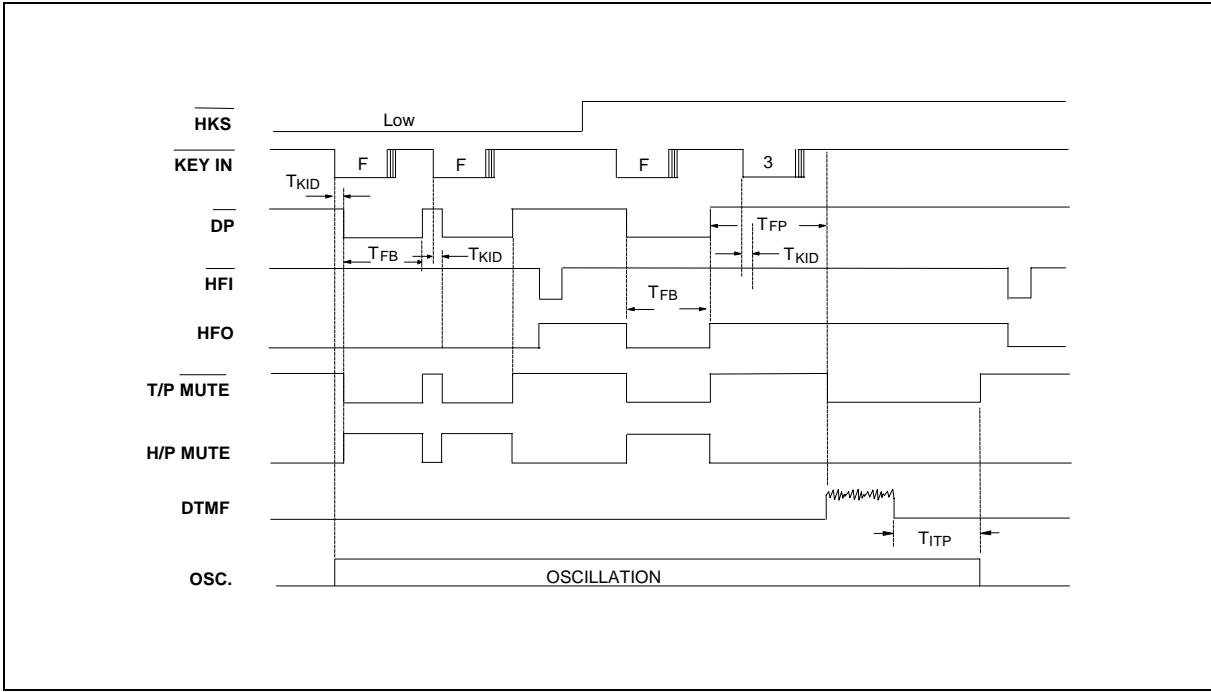 HKS Low
KEY IN F F F 3
TKID
DP TFP
TFB TKID TKID
HFI TFB
HFO
T/P MUTE
H/P MUTE
DTMF
TITP
OSC. OSCILLATION